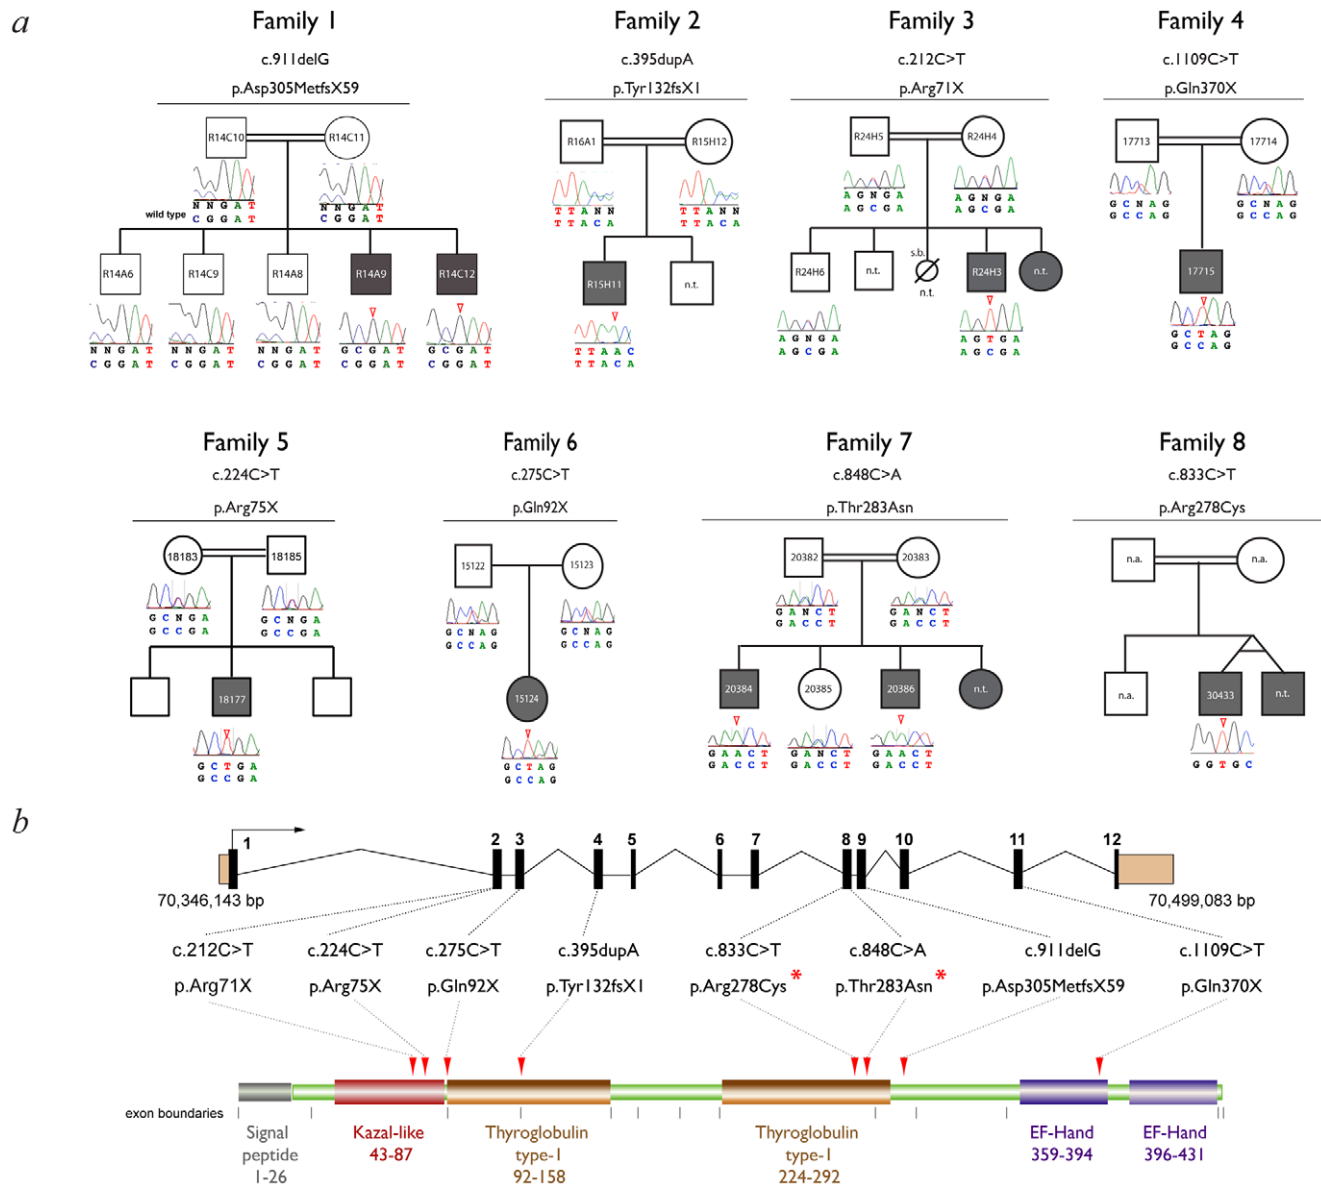 a
Family 1
c.911delG
p.Asp305MetfsX59
R14C10
R14C11
N N G A T
wild type C G G A T
N N G A T
C G G A T
R14A6
R14C9
R14A8
R14A9
R14C12
N N G A T
C G G A T
N N G A T
C G G A T
N N G A T
C G G A T
G C G A T
C G G A T
G C G A T
C G G A T
Family 2
c.395dupA
p.Tyr132fsX1
R16A1
R15H12
T T A N N
T T A C A
T T A N N
T T A C A
R15H11
n.t.
T T A A C
T T A C A
Family 3
c.212C>T
p.Arg71X
R24H5
R24H4
A G N G A
A G C G A
A G N G A
A G C G A
s.b.
R24H6
n.t.
n.t.
R24H3
n.t.
A G N G A
A G C G A
A G T G A
A G C G A
Family 4
c.1109C>T
p.Gln370X
17713
17714
G C N A G
G C C A G
G C N A G
G C C A G
17715
G C T A G
G C C A G
Family 5
c.224C>T
p.Arg75X
18183
18185
G C N G A
G C C G A
G C N G A
G C C G A
18177
G C T G A
G C C G A
Family 6
c.275C>T
p.Gln92X
15122
15123
G C N A G
G C C A G
G C N A G
G C C A G
15124
G C T A G
G C C A G
Family 7
c.848C>A
p.Thr283Asn
20382
20383
G A N C T
G A C C T
G A N C T
G A C C T
20384
20385
20386
n.t.
G A A C T
G A C C T
G A N C T
G A C C T
G A A C T
G A C C T
Family 8
c.833C>T
p.Arg278Cys
n.a.
n.a.
n.a.
30433
n.t.
G G T G C
b
1 2 3 4 5 6 7 8 9 10 11 12
70,346,143 bp
70,499,083 bp
c.212C>T c.224C>T c.275C>T c.395dupA c.833C>T c.848C>A c.911delG c.1109C>T
p.Arg71X p.Arg75X p.Gln92X p.Tyr132fsX1 p.Arg278Cys * p.Thr283Asn * p.Asp305MetfsX59 p.Gln370X
exon boundaries
Signal
peptide
1-26
Kazal-like
43-87
Thyroglobulin
type-1
92-158
Thyroglobulin
type-1
224-292
EF-Hand
359-394
EF-Hand
396-431